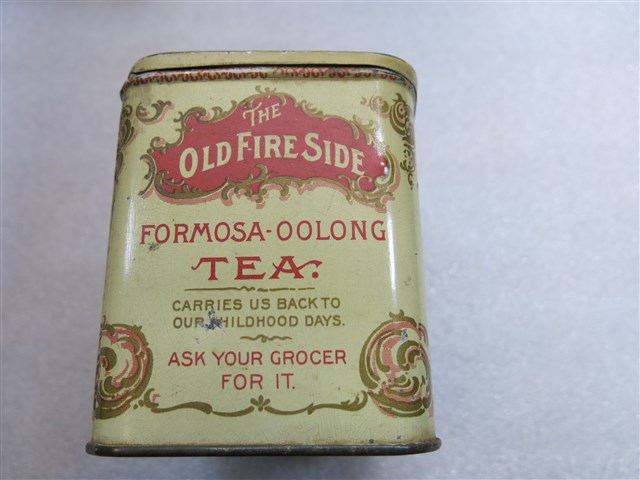 THE
OLD FIRE SIDE
FORMOSA-OOLONG
TEA.
CARRIES US BACK TO
OUR CHILDHOOD DAYS.
ASK YOUR GROCER
FOR IT.